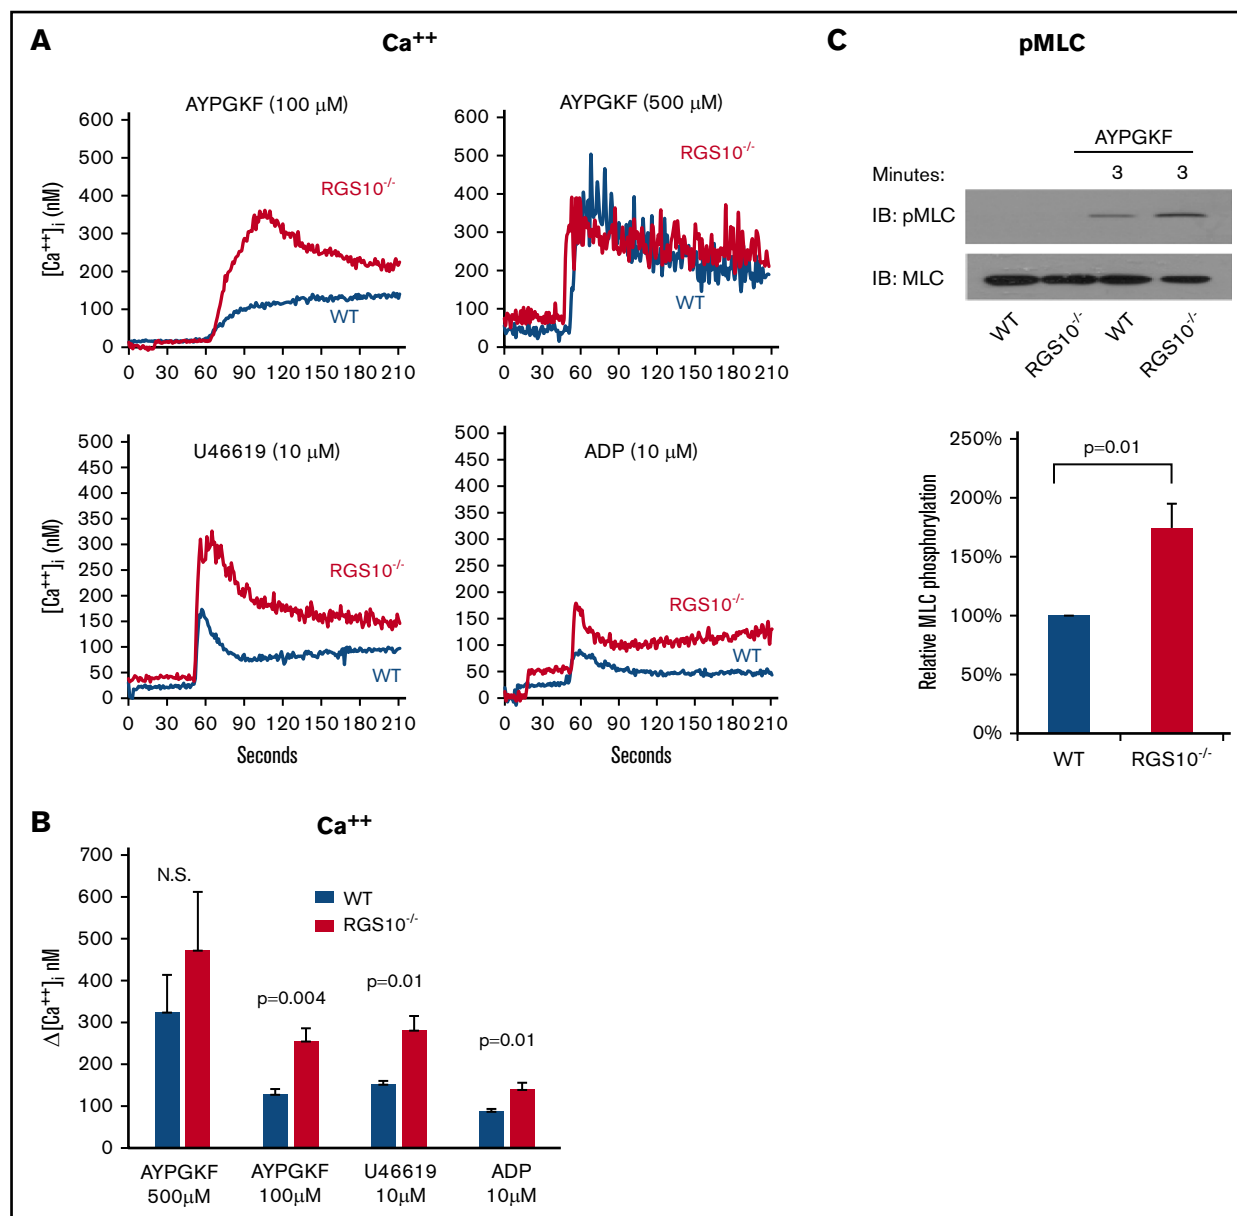 A
Ca++
AYPGKF (100 μM)
600
500
400
300
200
100
0
[Ca++]i (nM)
RGS10-/-
WT
0 30 60 90 120 150 180 210
AYPGKF (500 μM)
600
500
400
300
200
100
0
RGS10-/-
WT
0 30 60 90 120 150 180 210
U46619 (10 μM)
500
450
400
350
300
250
200
150
100
50
0
[Ca++]i (nM)
RGS10-/-
WT
0 30 60 90 120 150 180 210
Seconds
ADP (10 μM)
500
450
400
350
300
250
200
150
100
50
0
RGS10-/-
WT
0 30 60 90 120 150 180 210
Seconds
B
Ca++
700
600
500
400
300
200
100
0
Δ[Ca++]i nM
N.S.
WT
RGS10-/-
p=0.004
p=0.01
p=0.01
AYPGKF
500μM
AYPGKF
100μM
U46619
10μM
ADP
10μM
C
pMLC
AYPGKF
Minutes: 3 3
IB: pMLC
IB: MLC
WT
RGS10-/-
WT
RGS10-/-
250%
200%
150%
100%
50%
0%
Relative MLC phosphorylation
p=0.01
WT
RGS10-/-